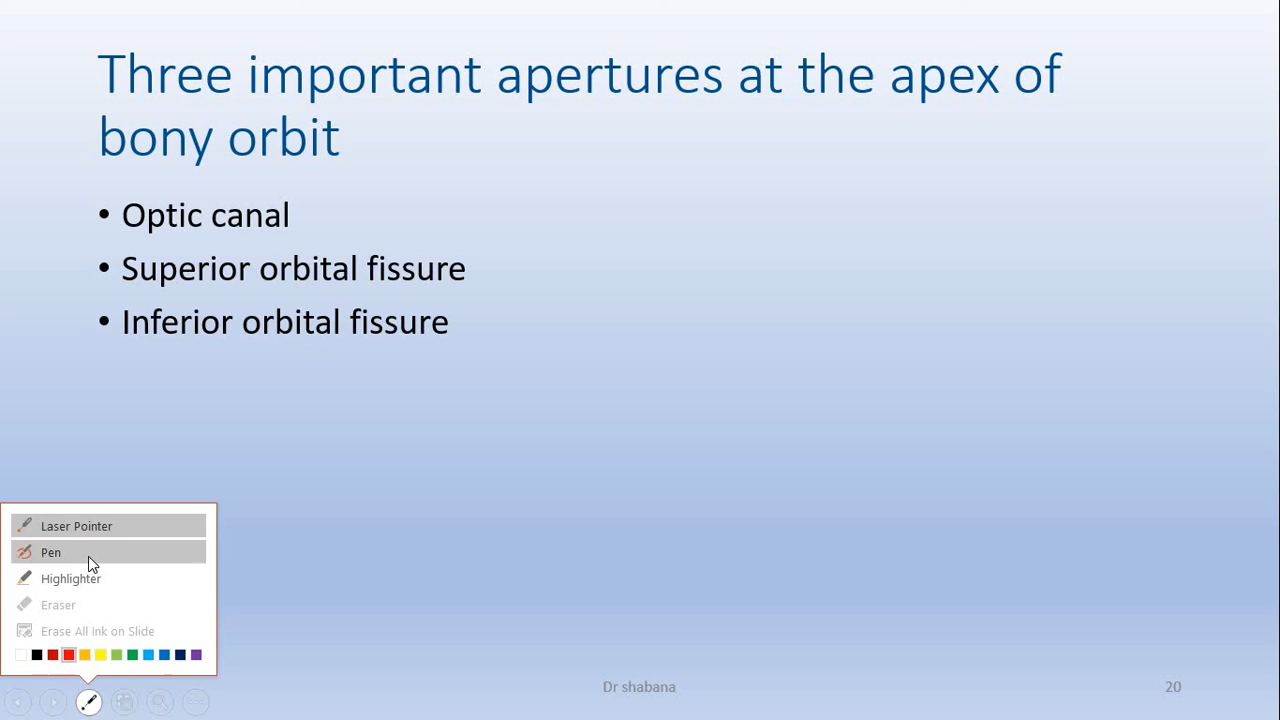 Three important apertures at the apex of
bony orbit
• Optic canal
• Superior orbital fissure
• Inferior orbital fissure
Laser Pointer
Pen
Highlighter
Eraser
Erase All Ink on Slide
Dr shabana
20